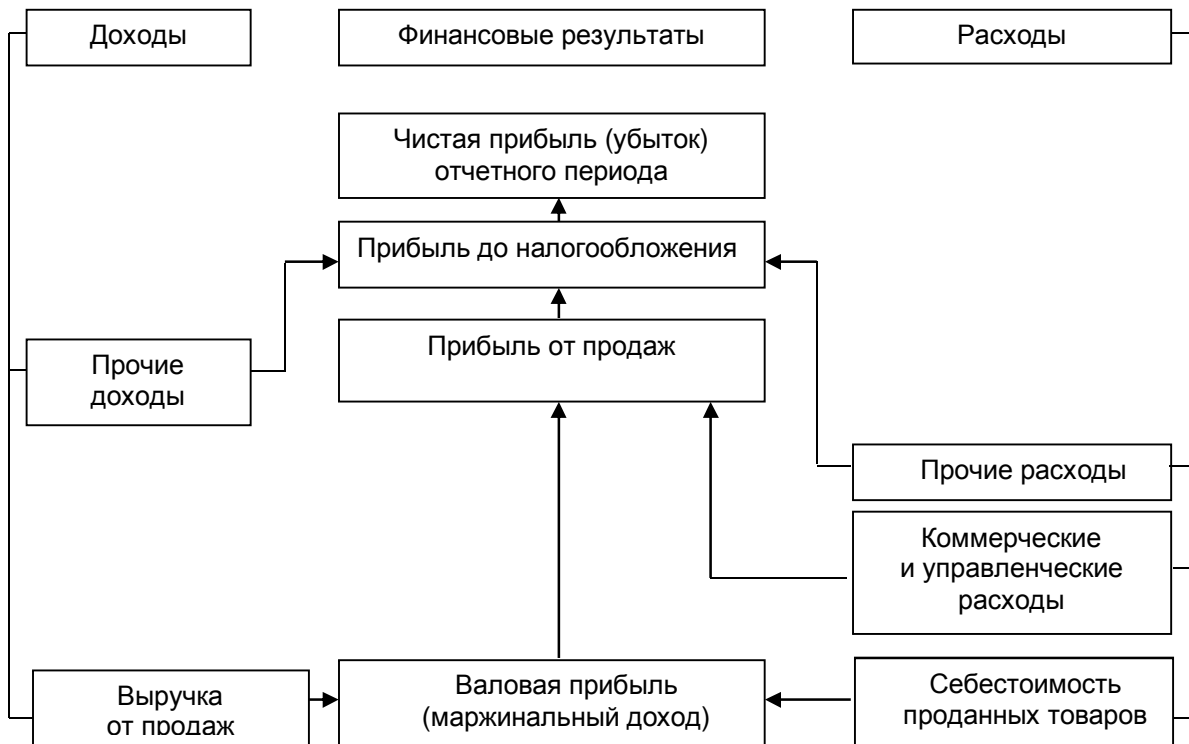 Доходы
Финансовые результаты
Расходы
Чистая прибыль (убыток)
отчетного периода
Прибыль до налогообложения
Прибыль от продаж
Прочие
доходы
Прочие расходы
Коммерческие
и управленческие
расходы
Выручка
от продаж
Валовая прибыль
(маржинальный доход)
Себестоимость
проданных товаров